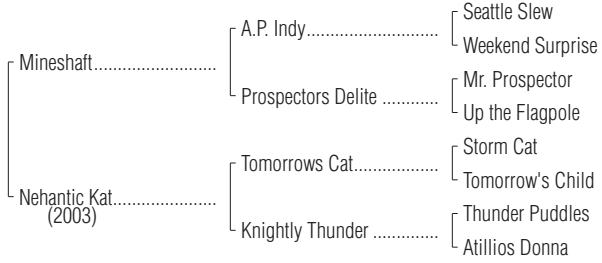 Seattle Slew
A.P. Indy............................
Weekend Surprise
Mineshaft..........................
Mr. Prospector
Prospectors Delite ............
Up the Flagpole
Storm Cat
Tomorrows Cat..................
Tomorrow's Child
Nehantic Kat......................
(2003)
Thunder Puddles
Knightly Thunder ..............
Atillios Donna